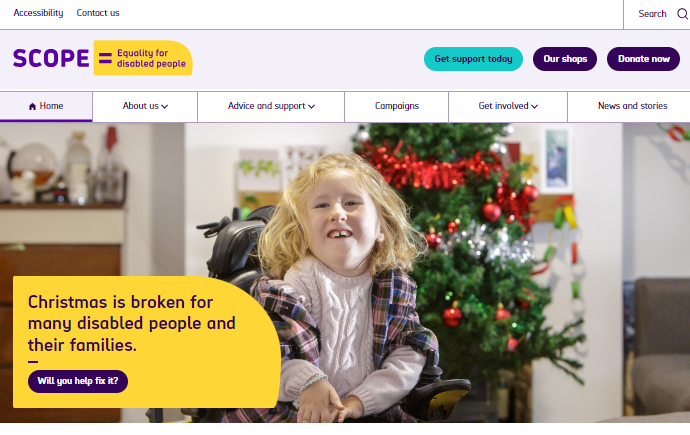 Accessibility Contact us Search
SCOPE = Equality for
disabled people
Get support today Our shops Donate now
Home About us Advice and support Campaigns Get involved News and stories
Christmas is broken for
many disabled people and
their families.
Will you help fix it?